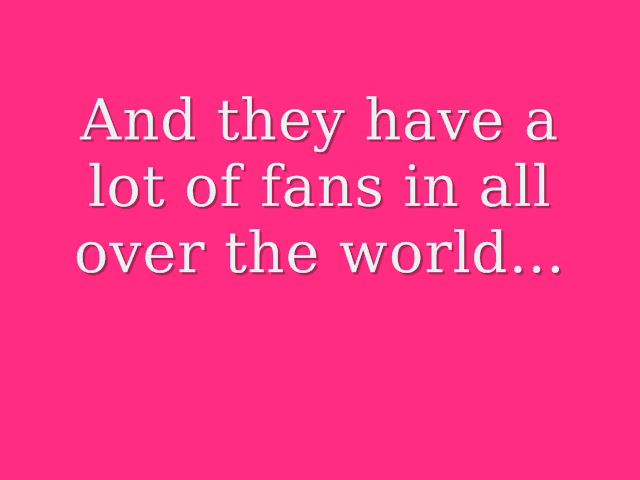 And they have a
lot of fans in all
over the world...